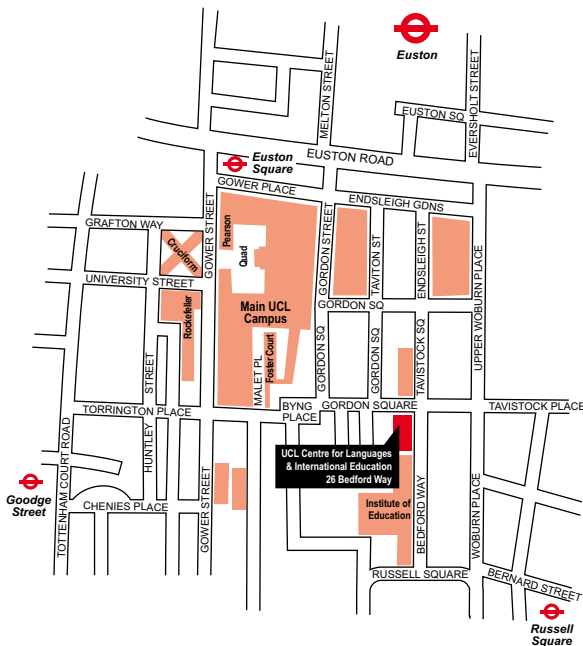 Euston
MELTON STREET
EVERSHOLT STREET
EUSTON SQ
EUSTON ROAD
Euston
Square
GOWER PLACE
ENDSLEIGH GDNS
GRAFTON WAY
Cruciform
GOWER STREET
Pearson
Quad
GORDON STREET
TAVITON ST
ENDSLEIGH ST
UPPER WOBURN PLACE
UNIVERSITY STREET
Rockefeller
Main UCL
Campus
GORDON SQ
Foster Court
MALET PL
GORDON SQ
GORDON SQ
TAVISTOCK SQ
STREET
HUNTLEY
TORRINGTON PLACE
BYNG
PLACE
GORDON SQUARE
TAVISTOCK PLACE
TOTTENHAM COURT ROAD
UCL Centre for Languages
& International Education
26 Bedford Way
Goodge
Street
CHENIES PLACE
GOWER STREET
Institute of
Education
BEDFORD WAY
WOBURN PLACE
RUSSELL SQUARE
BERNARD STREET
Russell
Square